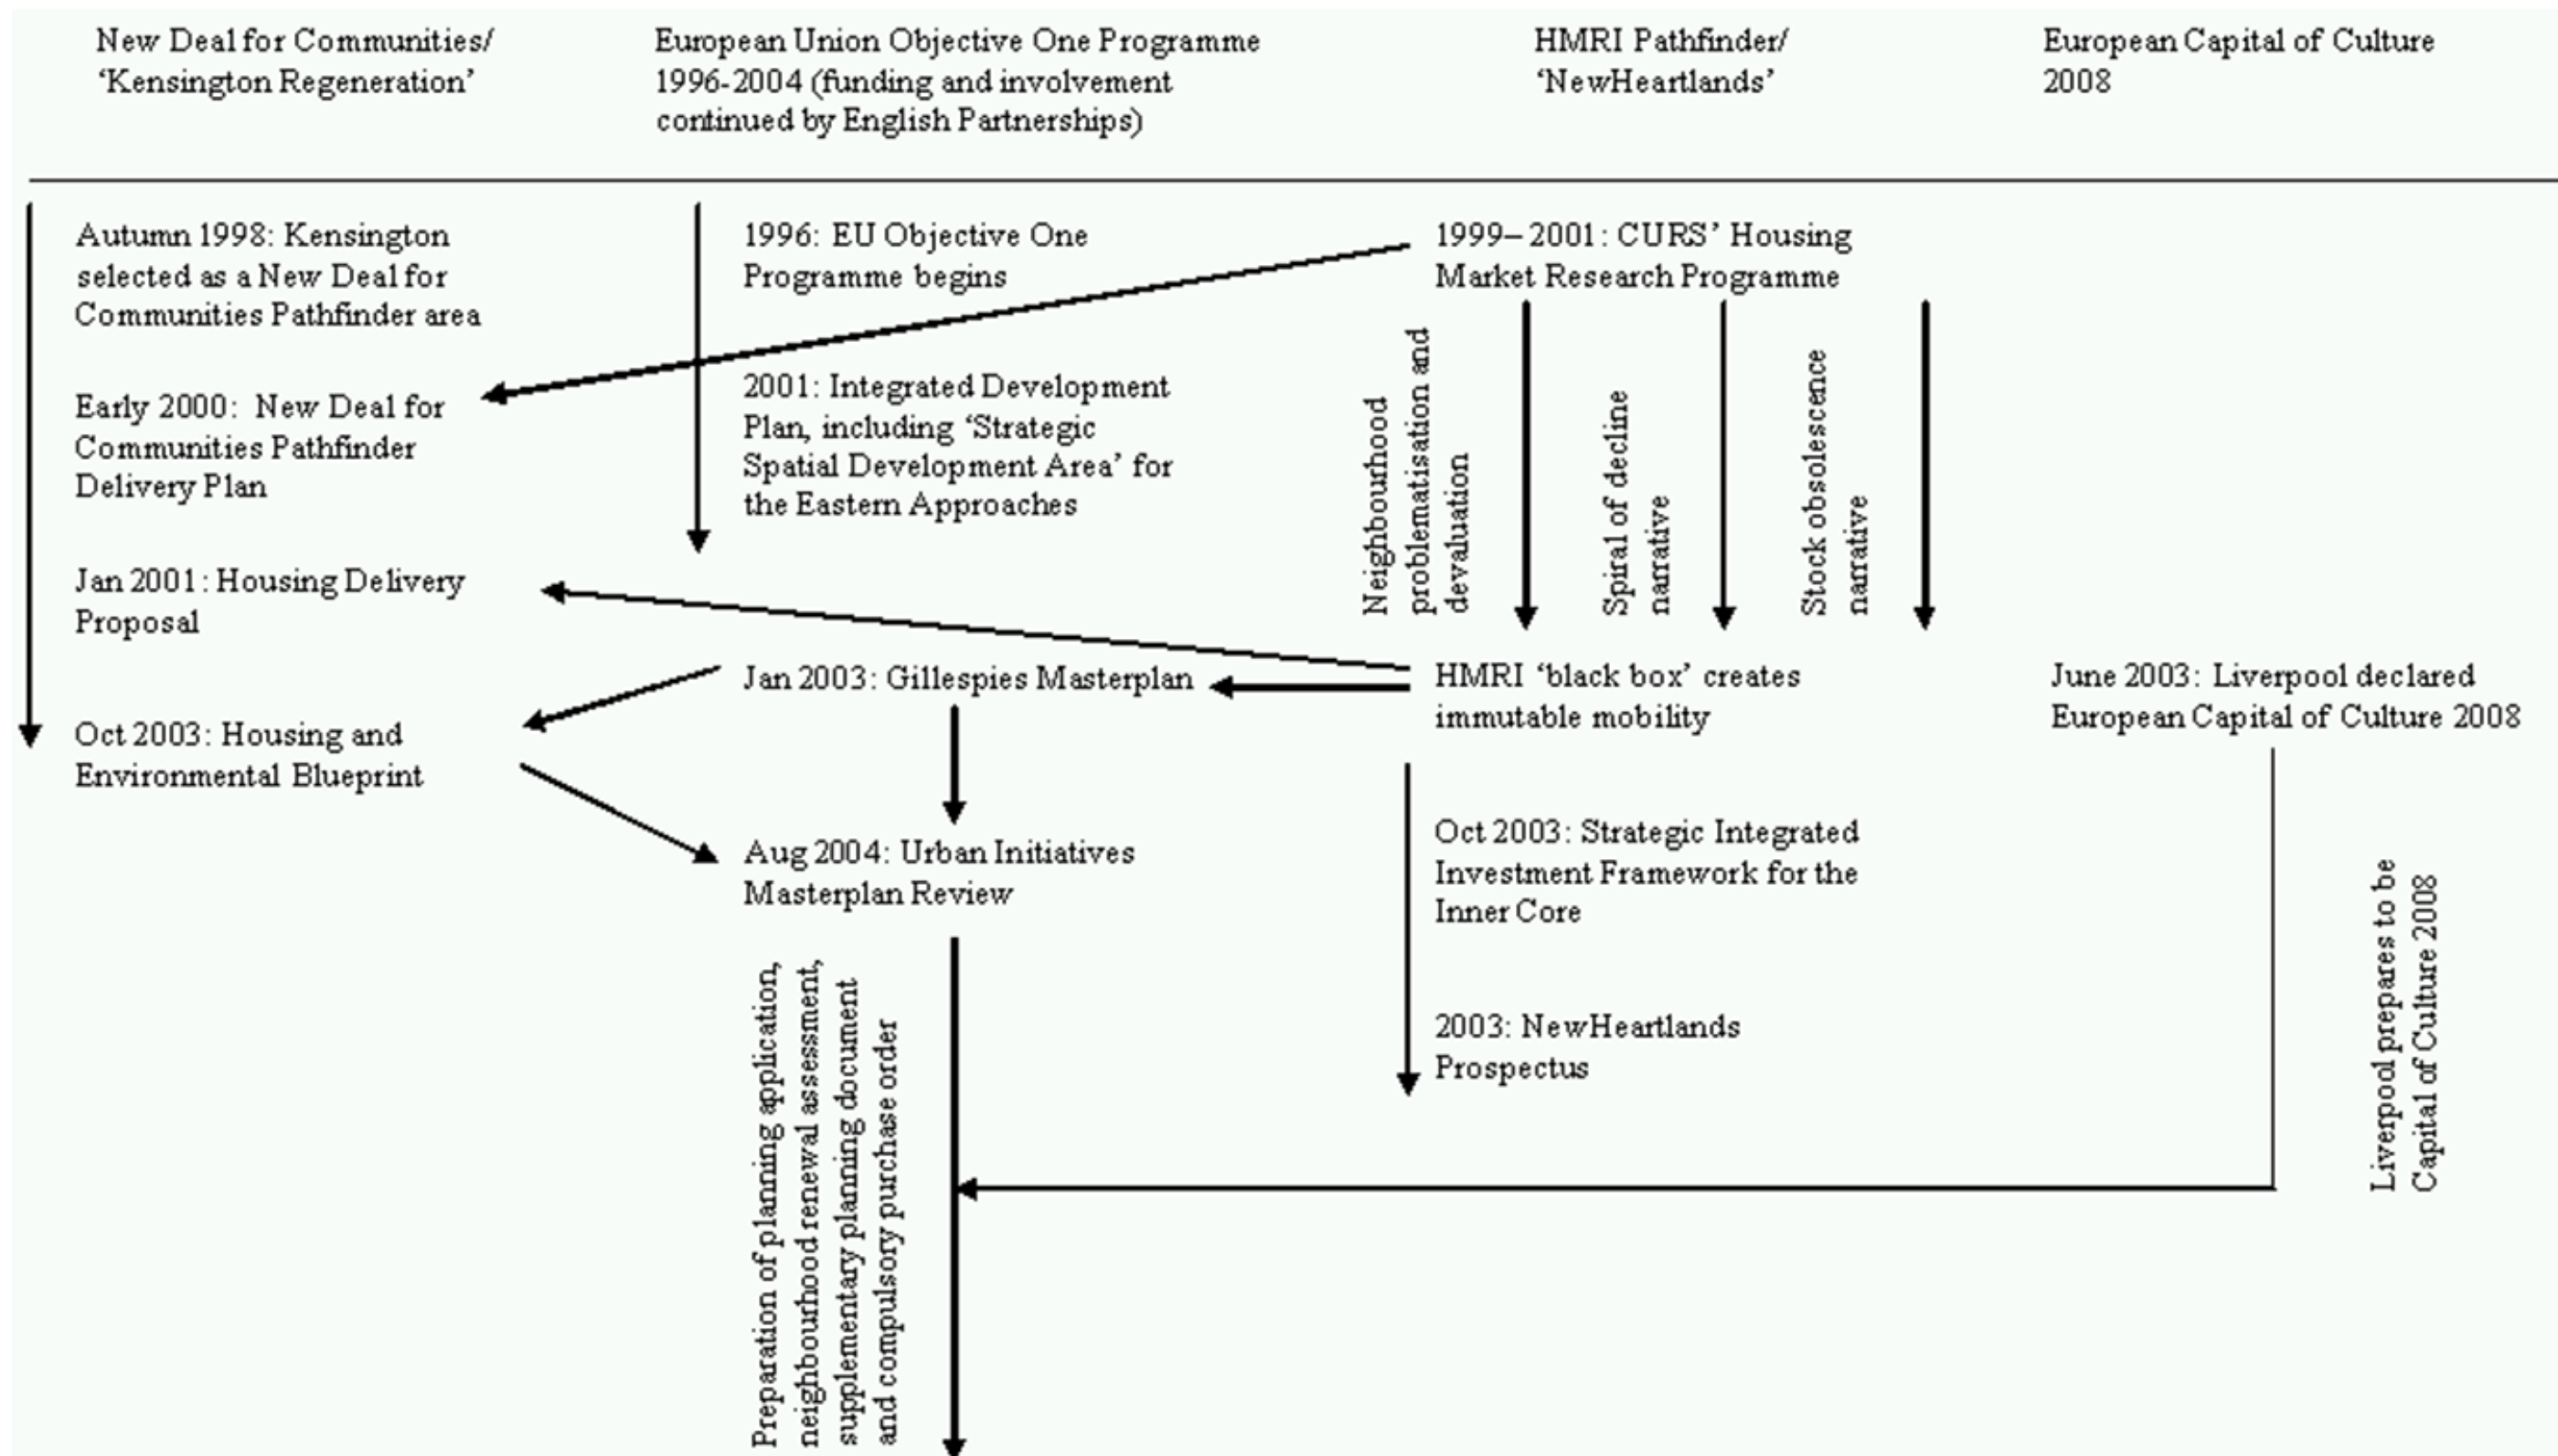 New Deal for Communities/
‘Kensington Regeneration’
European Union Objective One Programme
1996-2004 (funding and involvement
continued by English Partnerships)
HMRI Pathfinder/
‘NewHeartlands’
European Capital of Culture
2008
Autumn 1998: Kensington
selected as a New Deal for
Communities Pathfinder area
Early 2000: New Deal for
Communities Pathfinder
Delivery Plan
Jan 2001: Housing Delivery
Proposal
Oct 2003: Housing and
Environmental Blueprint
1996: EU Objective One
Programme begins
2001: Integrated Development
Plan, including ‘Strategic
Spatial Development Area’ for
the Eastern Approaches
Jan 2003: Gillespies Masterplan
Aug 2004: Urban Initiatives
Masterplan Review
Preparation of planning application,
neighbourhood renewal assessment,
supplementary planning document
and compulsory purchase order
1999–2001: CURS’ Housing
Market Research Programme
Neighbourhood
problematisation and
devaluation
Spiral of decline
narrative
Stock obsolescence
narrative
HMRI ‘black box’ creates
immutable mobility
Oct 2003: Strategic Integrated
Investment Framework for the
Inner Core
2003: NewHeartlands
Prospectus
June 2003: Liverpool declared
European Capital of Culture 2008
Liverpool prepares to be
Capital of Culture 2008